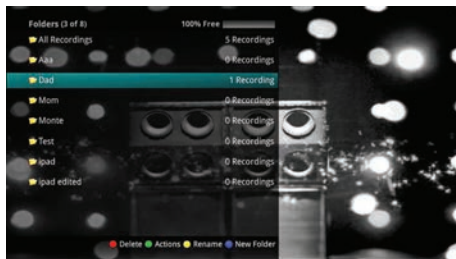 Folders (3 of 8) 100% Free
All Recordings 5 Recordings
Aaa 0 Recordings
Dad 1 Recording
Mom 0 Recordings
Monte 0 Recordings
Test 0 Recordings
ipad 0 Recordings
ipad edited 0 Recordings
Delete Actions Rename New Folder